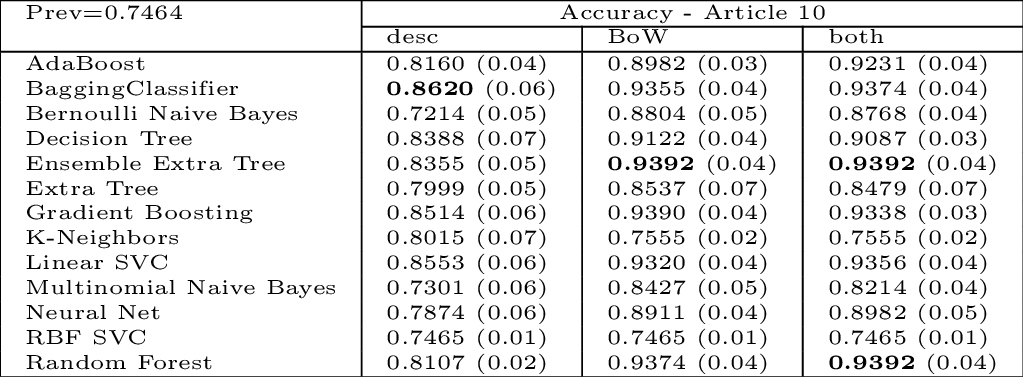 Prev=0.7464 Accuracy - Article 10
desc BoW both
AdaBoost 0.8160 (0.04) 0.8982 (0.03) 0.9231 (0.04)
BaggingClassifier 0.8620 (0.06) 0.9355 (0.04) 0.9374 (0.04)
Bernoulli Naive Bayes 0.7214 (0.05) 0.8804 (0.05) 0.8768 (0.04)
Decision Tree 0.8388 (0.07) 0.9122 (0.04) 0.9087 (0.03)
Ensemble Extra Tree 0.8355 (0.05) 0.9392 (0.04) 0.9392 (0.04)
Extra Tree 0.7999 (0.05) 0.8537 (0.07) 0.8479 (0.07)
Gradient Boosting 0.8514 (0.06) 0.9390 (0.04) 0.9338 (0.03)
K-Neighbors 0.8015 (0.07) 0.7555 (0.02) 0.7555 (0.02)
Linear SVC 0.8553 (0.06) 0.9320 (0.04) 0.9356 (0.04)
Multinomial Naive Bayes 0.7301 (0.06) 0.8427 (0.05) 0.8214 (0.04)
Neural Net 0.7874 (0.06) 0.8911 (0.04) 0.8982 (0.05)
RBF SVC 0.7465 (0.01) 0.7465 (0.01) 0.7465 (0.01)
Random Forest 0.8107 (0.02) 0.9374 (0.04) 0.9392 (0.04)